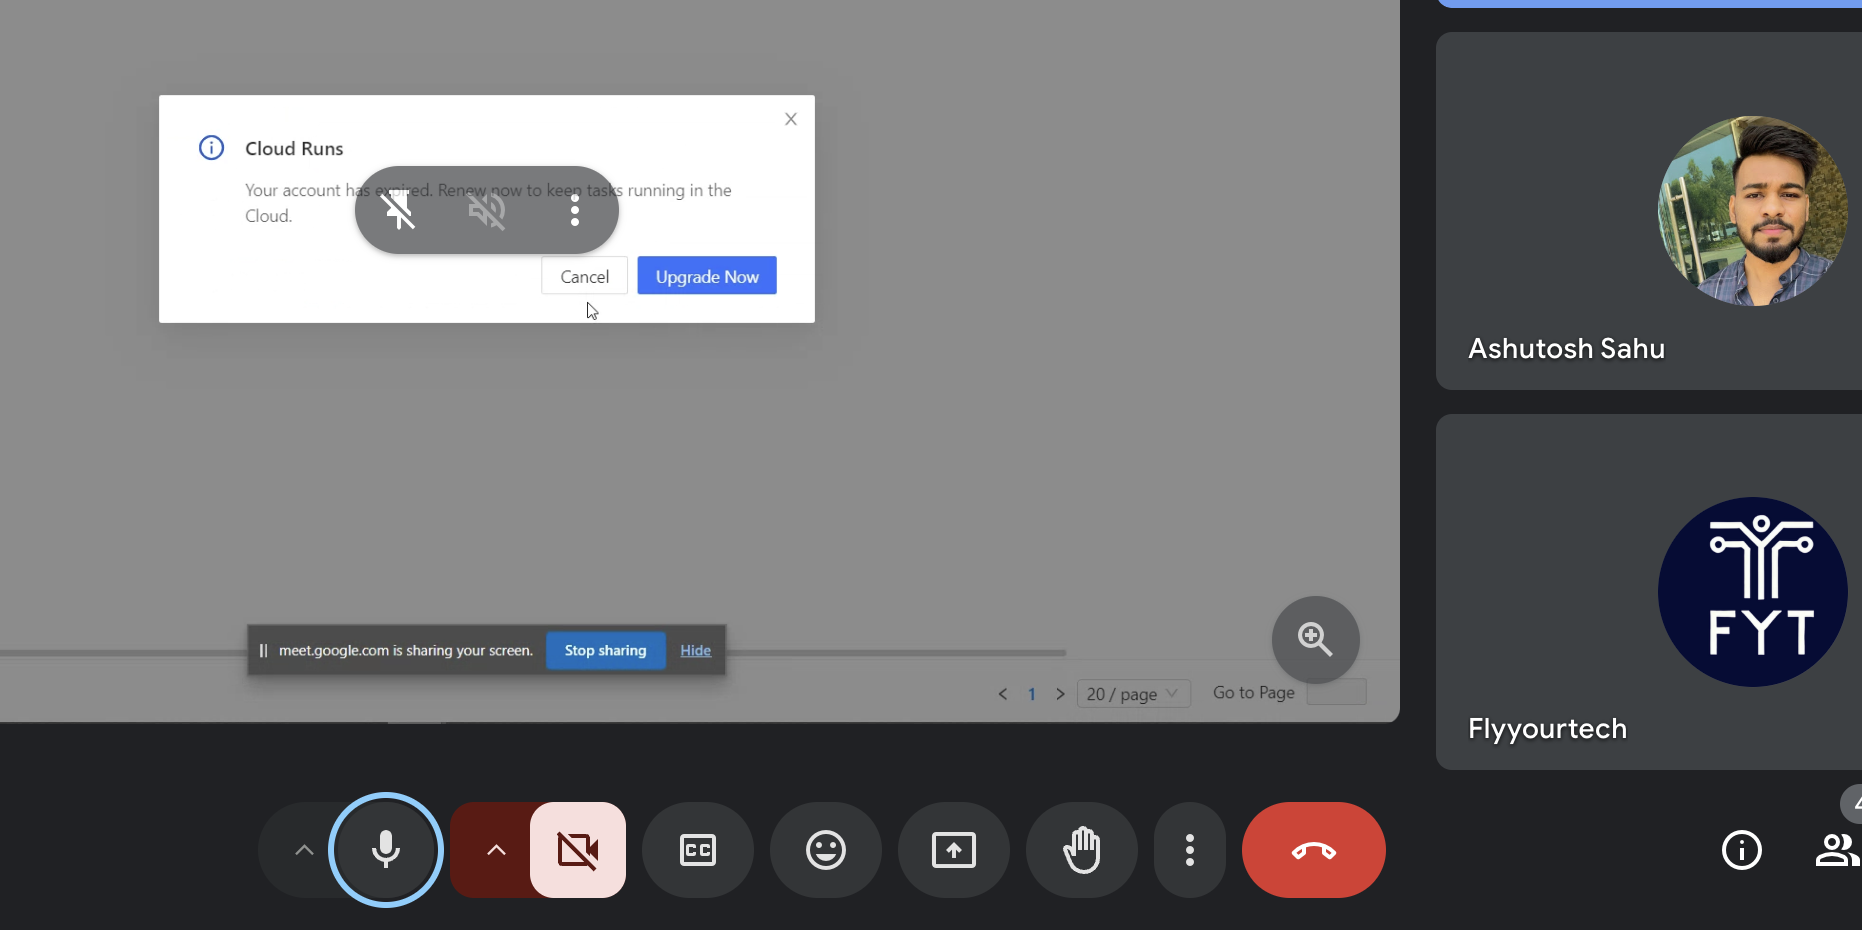 Cloud Runs
Your account has expired. Renew now to keep tasks running in the
Cloud.
Cancel
Upgrade Now
meet.google.com is sharing your screen.
Stop sharing
Hide
1
20 / page
Go to Page
Ashutosh Sahu
FYT
Flyyourtech
CC